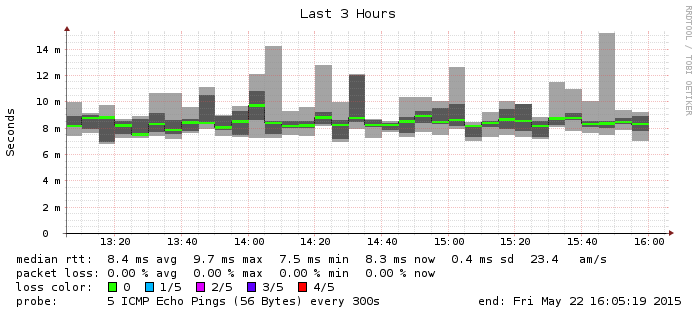 Last 3 Hours
RRDTOOL / TOBI OETIKER
Seconds
14 m
12 m
10 m
8 m
6 m
4 m
2 m
0
13:20 13:40 14:00 14:20 14:40 15:00 15:20 15:40 16:00
median rtt: 8.4 ms avg 9.7 ms max 7.5 ms min 8.3 ms now 0.4 ms sd 23.4 am/s
packet loss: 0.00 % avg 0.00 % max 0.00 % min 0.00 % now
loss color: 0 1/5 2/5 3/5 4/5
probe: 5 ICMP Echo Pings (56 Bytes) every 300s end: Fri May 22 16:05:19 2015